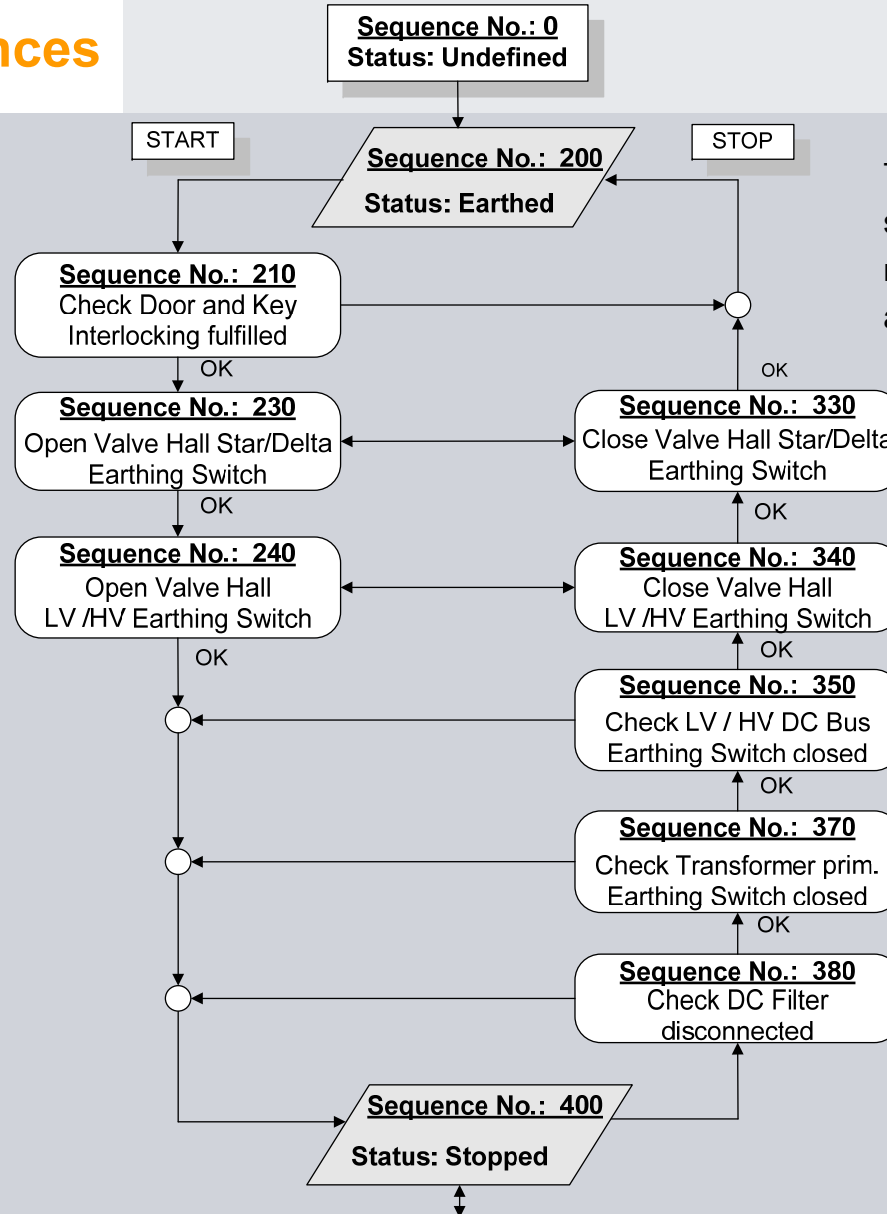 nces
Sequence No.: 0
Status: Undefined
START
Sequence No.: 200
Status: Earthed
STOP
Sequence No.: 210
Check Door and Key
Interlocking fulfilled
OK
Sequence No.: 230
Open Valve Hall Star/Delta
Earthing Switch
OK
Sequence No.: 240
Open Valve Hall
LV /HV Earthing Switch
OK
OK
Sequence No.: 330
Close Valve Hall Star/Delta
Earthing Switch
OK
Sequence No.: 340
Close Valve Hall
LV /HV Earthing Switch
OK
Sequence No.: 350
Check LV / HV DC Bus
Earthing Switch closed
OK
Sequence No.: 370
Check Transformer prim.
Earthing Switch closed
OK
Sequence No.: 380
Check DC Filter
disconnected
Sequence No.: 400
Status: Stopped